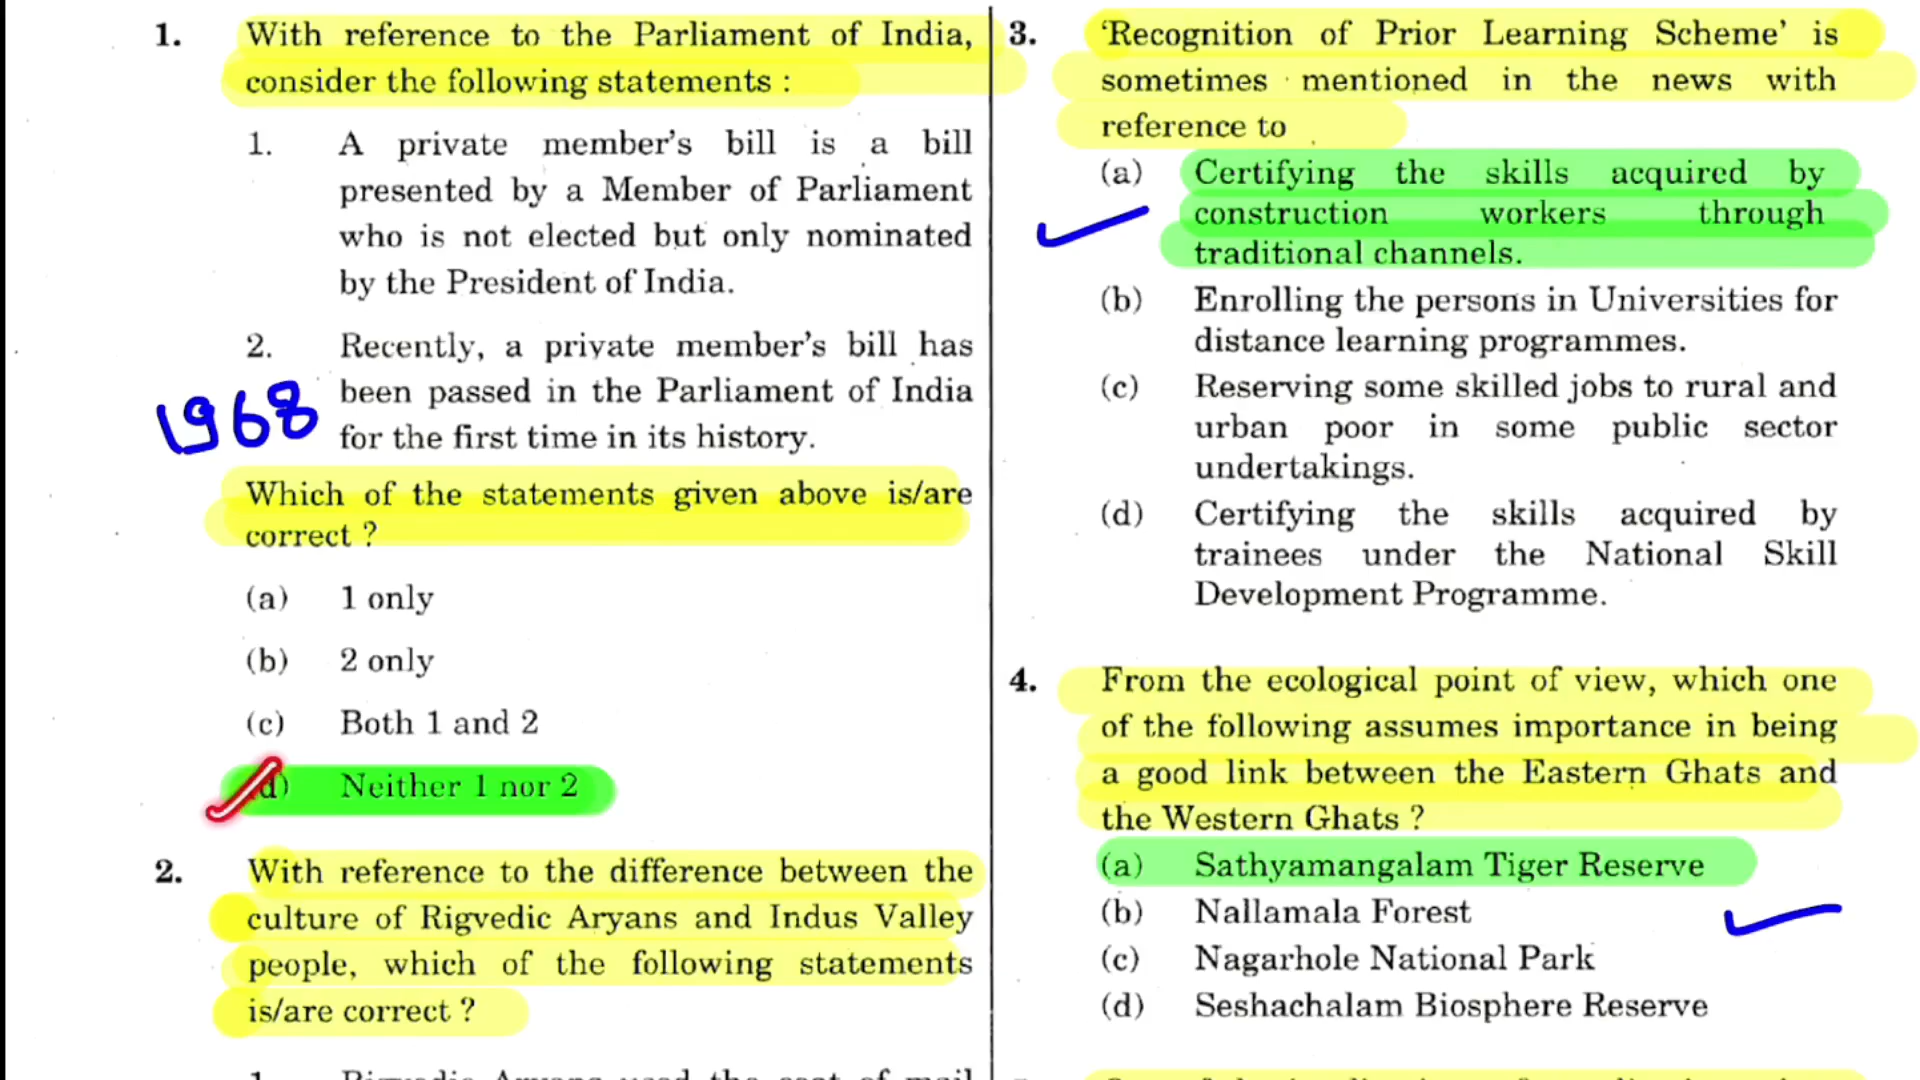 1. With reference to the Parliament of India,
consider the following statements :
1. A private member's bill is a bill
presented by a Member of Parliament
who is not elected but only nominated
by the President of India.
2. Recently, a private member's bill has
been passed in the Parliament of India
for the first time in its history.
1968
Which of the statements given above is/are
correct ?
(a) 1 only
(b) 2 only
(c) Both 1 and 2
(d) Neither 1 nor 2
2. With reference to the difference between the
culture of Rigvedic Aryans and Indus Valley
people, which of the following statements
is/are correct ?
3. 'Recognition of Prior Learning Scheme' is
sometimes mentioned in the news with
reference to
(a) Certifying the skills acquired by
construction workers through
traditional channels.
(b) Enrolling the persons in Universities for
distance learning programmes.
(c) Reserving some skilled jobs to rural and
urban poor in some public sector
undertakings.
(d) Certifying the skills acquired by
trainees under the National Skill
Development Programme.
4. From the ecological point of view, which one
of the following assumes importance in being
a good link between the Eastern Ghats and
the Western Ghats ?
(a) Sathyamangalam Tiger Reserve
(b) Nallamala Forest
(c) Nagarhole National Park
(d) Seshachalam Biosphere Reserve